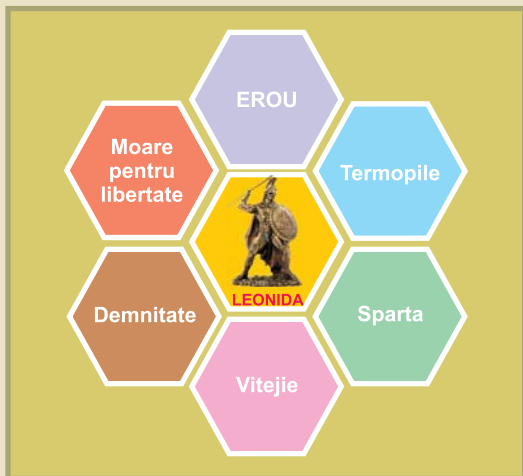 EROU
Moare
pentru
libertate
Termopile
LEONIDA
Demnitate
Sparta
Vitejie